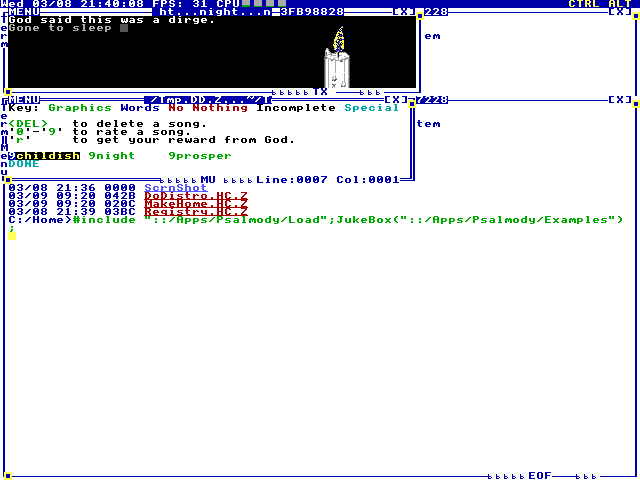 Wed 03/08 21:40:08 FPS: 31 CPU CTRL ALT
MENU ht...night...n 3FB98828 [X] 228 [X]
God said this was a dirge.
Gone to sleep
em
TX
MENU /Tmp.DD.Z...~/T [X] 7228 [X]
Key: Graphics Words No Nothing Incomplete Special
(DEL) to delete a song.
'0'-'9' to rate a song.
'r' to get your reward from God.
tem
9childish 9night 9prosper
DONE
MU Line:0007 Col:0001
03/08 21:36 0000 ScrnShot
03/09 09:20 042B DoDistro.HC.Z
03/09 09:20 020C MakeHome.HC.Z
03/08 21:39 03BC Registry.HC.Z
C:/Home>#include "::/Apps/Psalmody/Load";JukeBox("::/Apps/Psalmody/Examples")
;
EOF